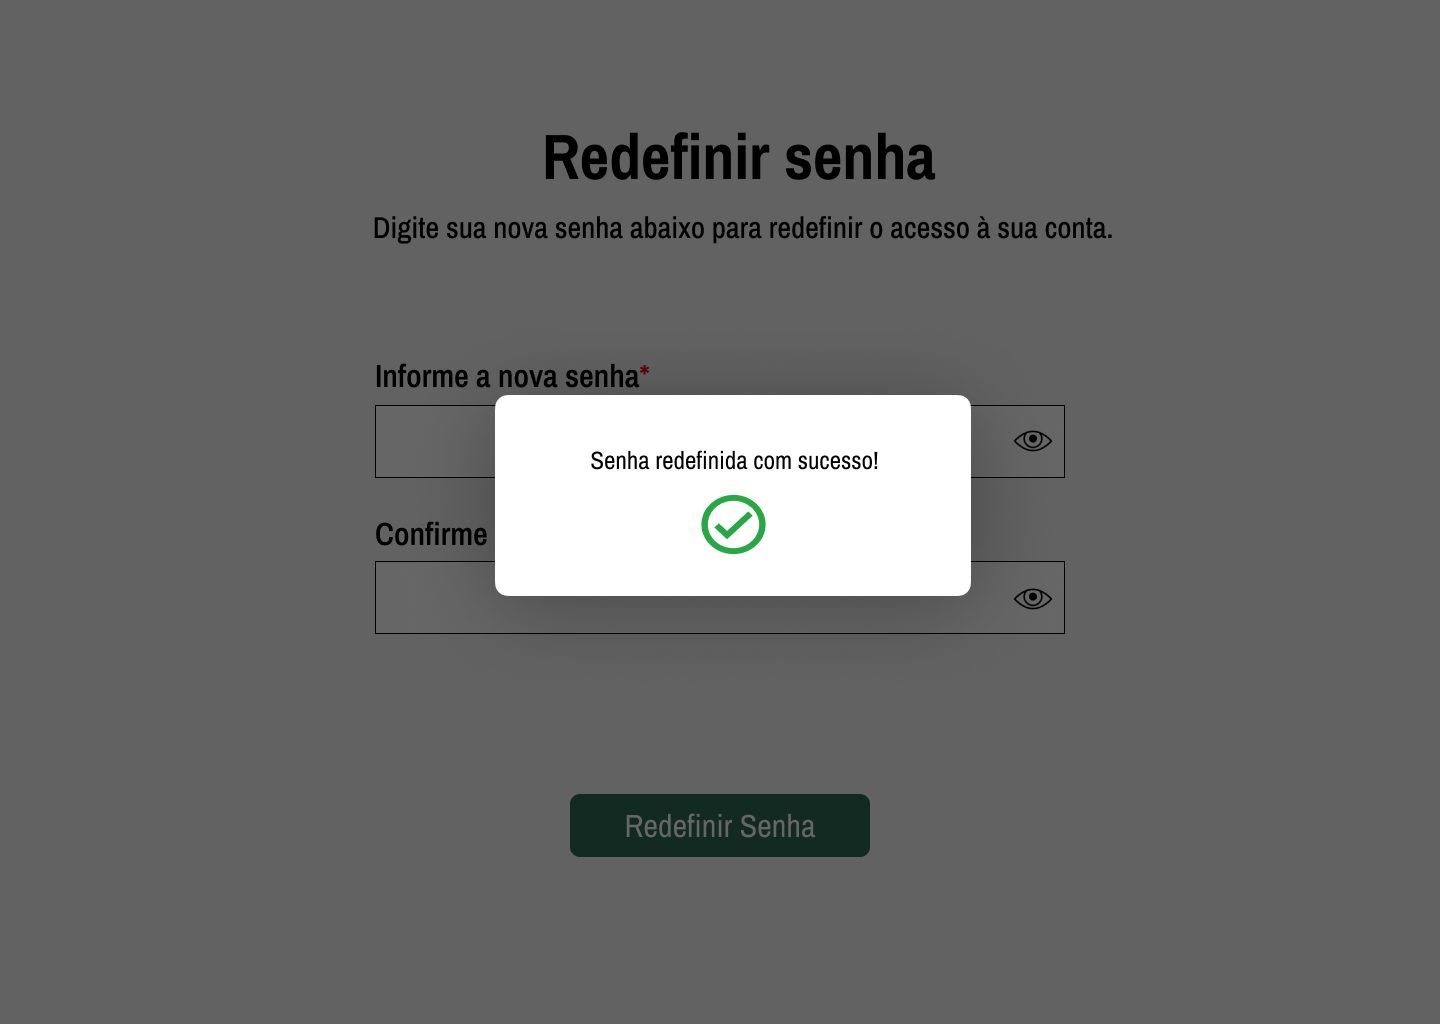 Redefinir senha
Digite sua nova senha abaixo para redefinir o acesso à sua conta.
Informe a nova senha*
Senha redefinida com sucesso!
Confirme
Redefinir Senha